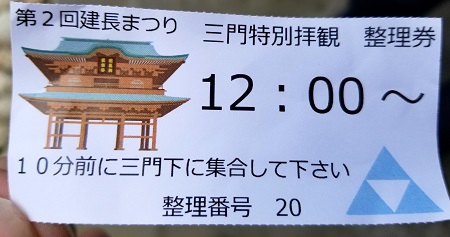 第２回建長まつり 三門特別拝観 整理券
12：00～
１０分前に三門下に集合して下さい
整理番号 20